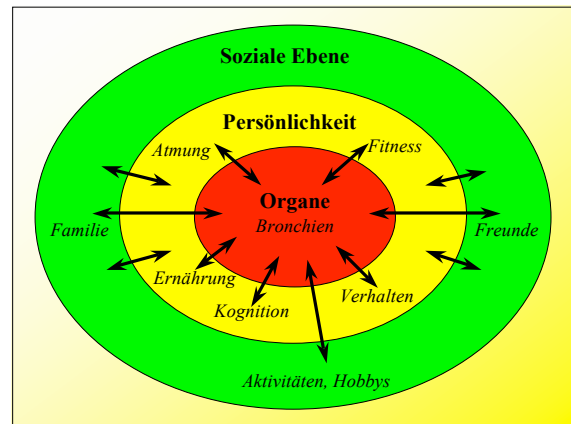 Soziale Ebene
Persönlichkeit
Atmung
Fitness
Organe
Bronchien
Familie
Freunde
Ernährung
Verhalten
Kognition
Aktivitäten, Hobbys